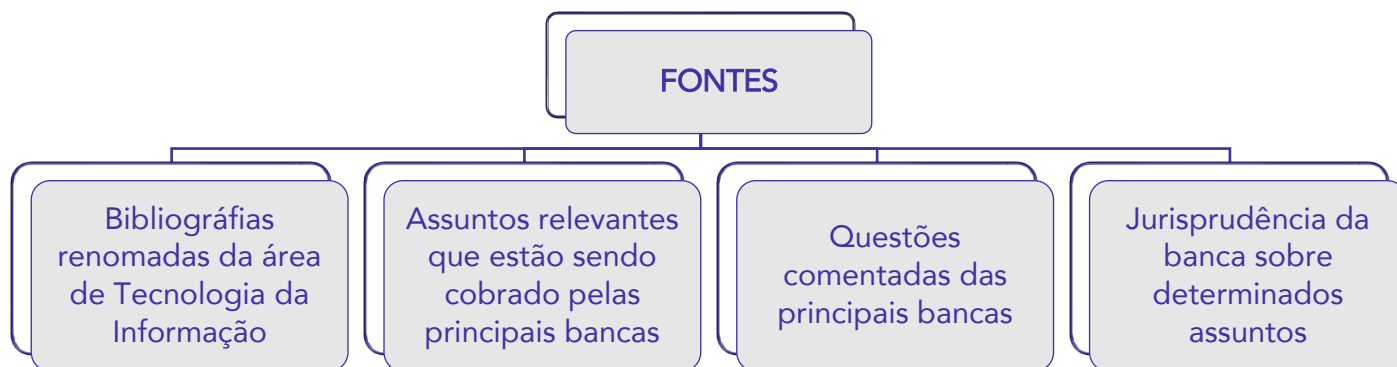 FONTES
Bibliográfias
renomadas da área
de Tecnologia da
Informação
Assuntos relevantes
que estão sendo
cobrado pelas
principais bancas
Questões
comentadas das
principais bancas
Jurisprudência da
banca sobre
determinados
assuntos